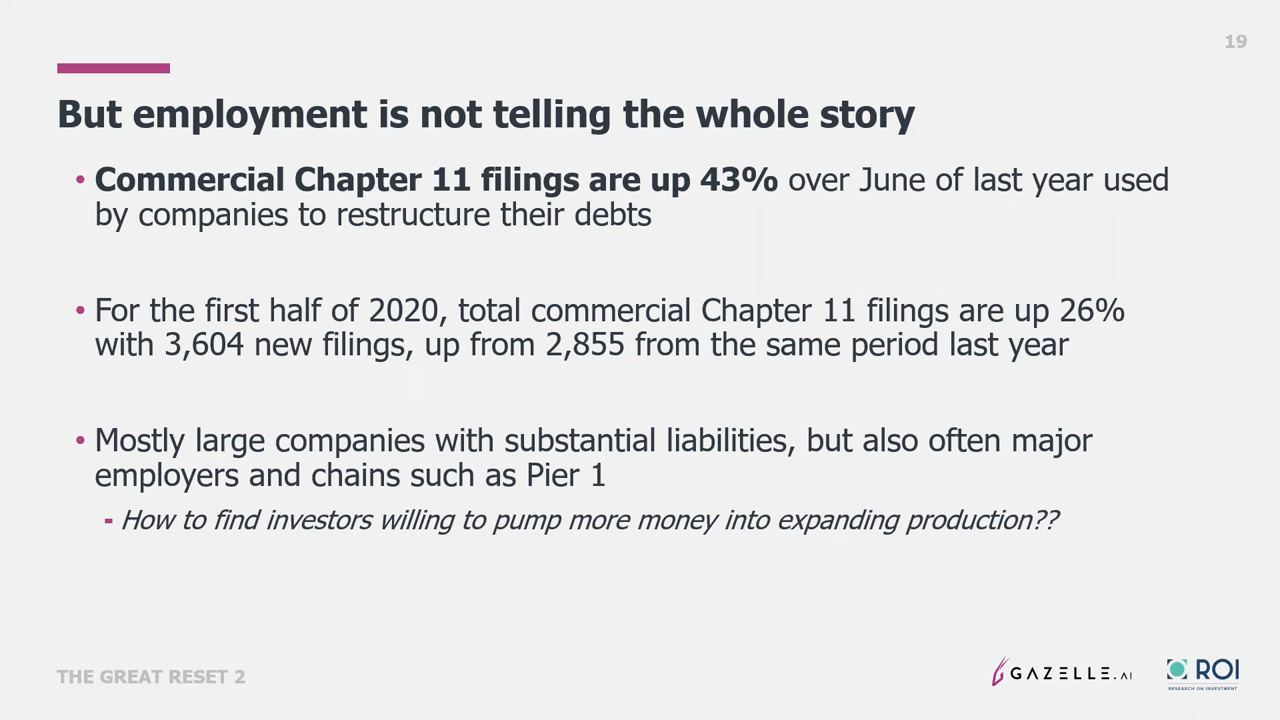 19
But employment is not telling the whole story
• Commercial Chapter 11 filings are up 43% over June of last year used
by companies to restructure their debts
• For the first half of 2020, total commercial Chapter 11 filings are up 26%
with 3,604 new filings, up from 2,855 from the same period last year
• Mostly large companies with substantial liabilities, but also often major
employers and chains such as Pier 1
- How to find investors willing to pump more money into expanding production??
THE GREAT RESET 2
GAZELLE.AI
ROI
RESEARCH ON INVESTMENT